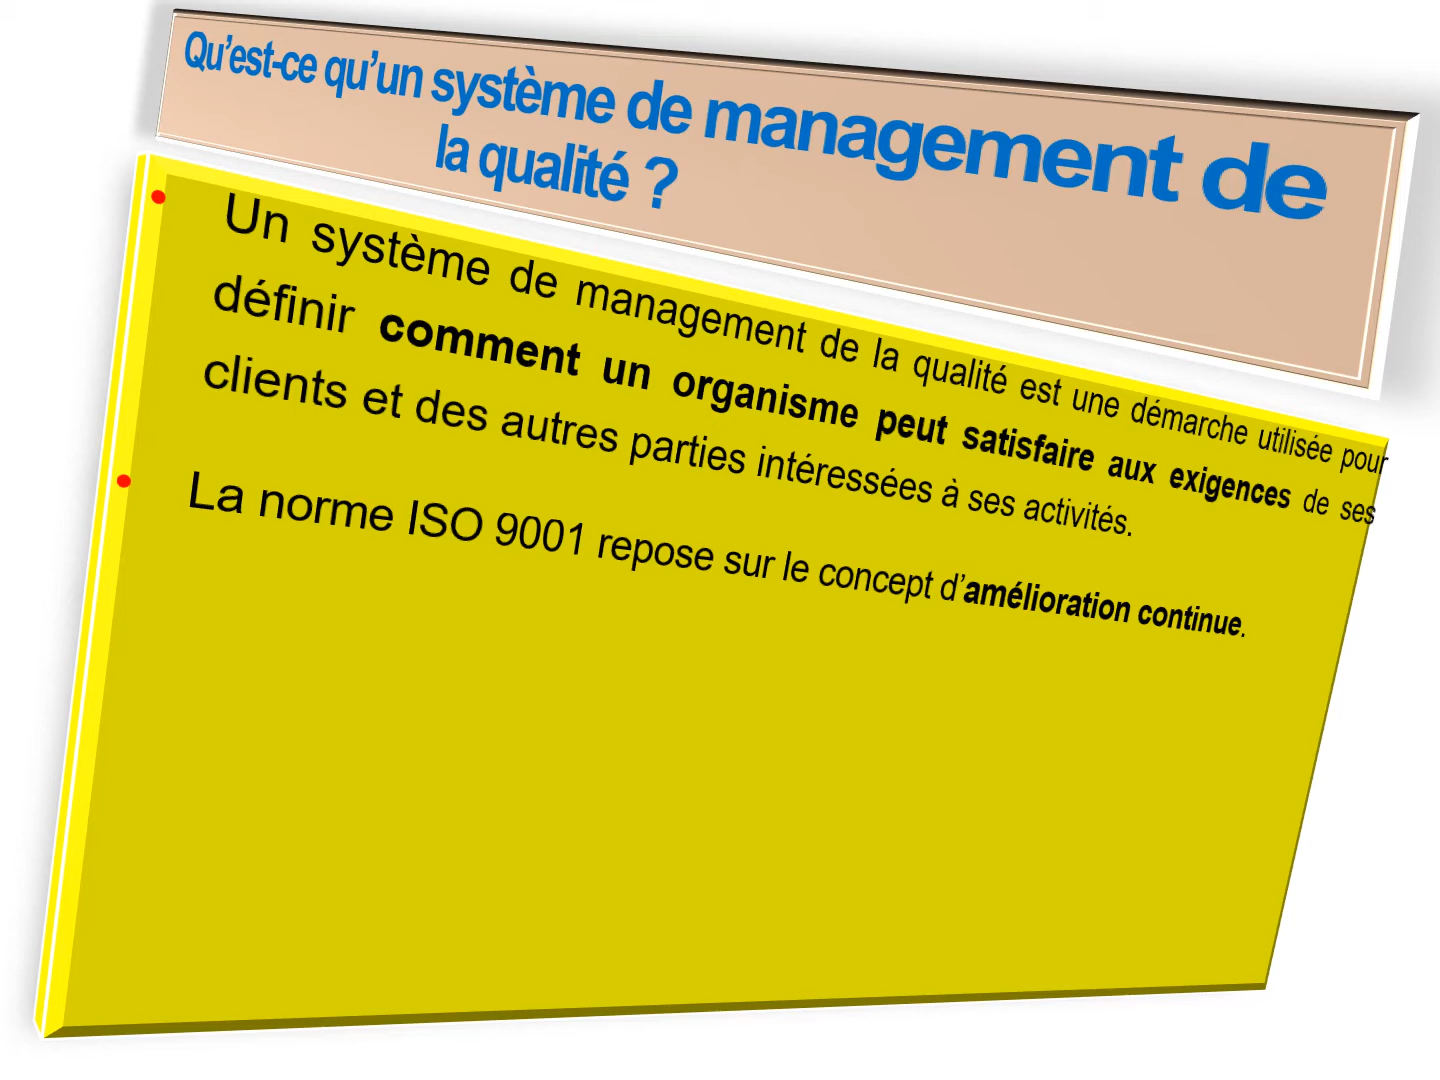 Qu’est-ce qu’un système de management de
la qualité ?
• Un système de management de la qualité est une démarche utilisée pour
définir comment un organisme peut satisfaire aux exigences de ses
clients et des autres parties intéressées à ses activités.
• La norme ISO 9001 repose sur le concept d’amélioration continue.